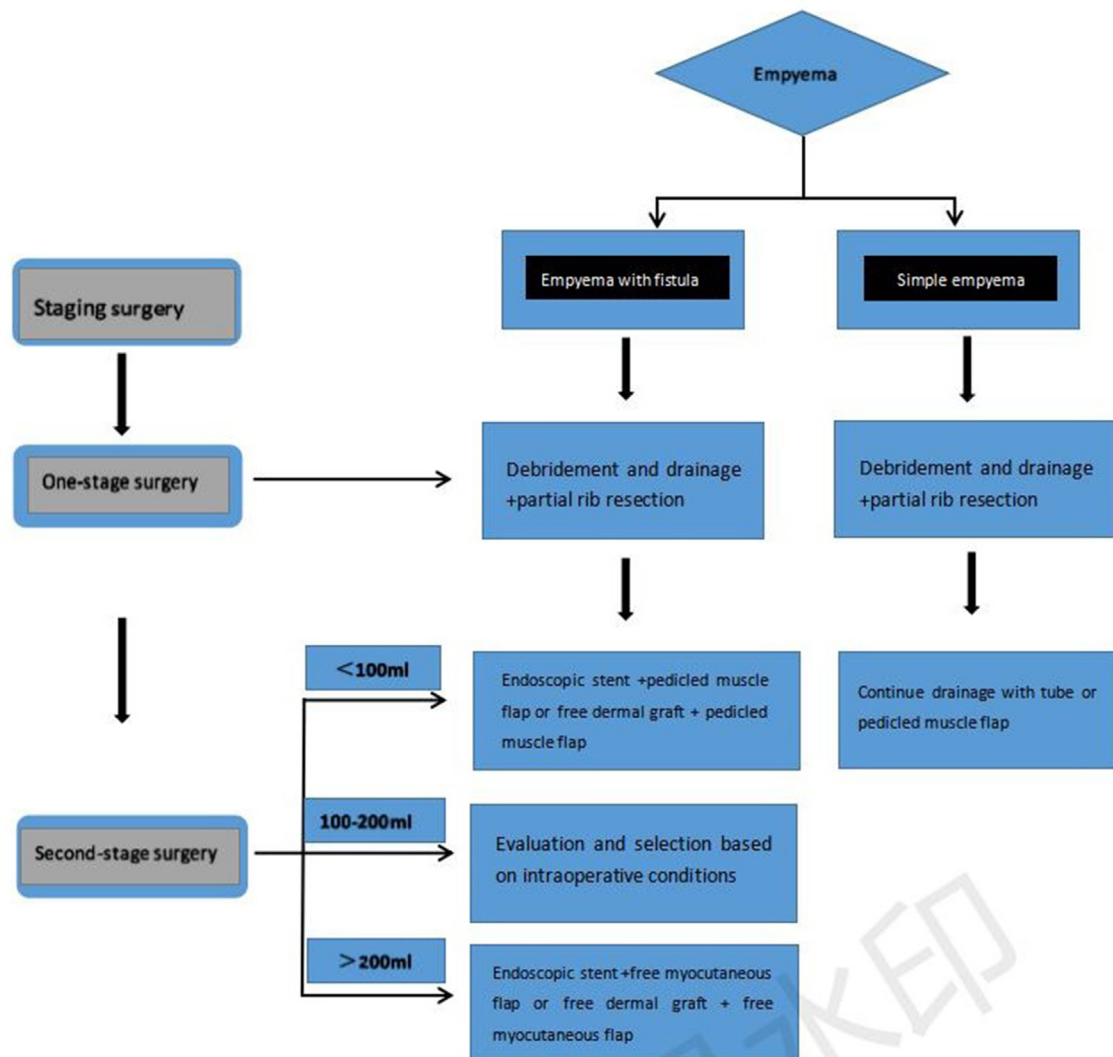 Empyema
Empyema with fistula
Simple empyema
Staging surgery
One-stage surgery
Debridement and drainage
+partial rib resection
Debridement and drainage
+partial rib resection
<100ml
Endoscopic stent +pedicled muscle
flap or free dermal graft + pedicled
muscle flap
Continue drainage with tube or
pedicled muscle flap
100-200ml
Second-stage surgery
Evaluation and selection based
on intraoperative conditions
>200ml
Endoscopic stent +free myocutaneous
flap or free dermal graft + free
myocutaneous flap
水印